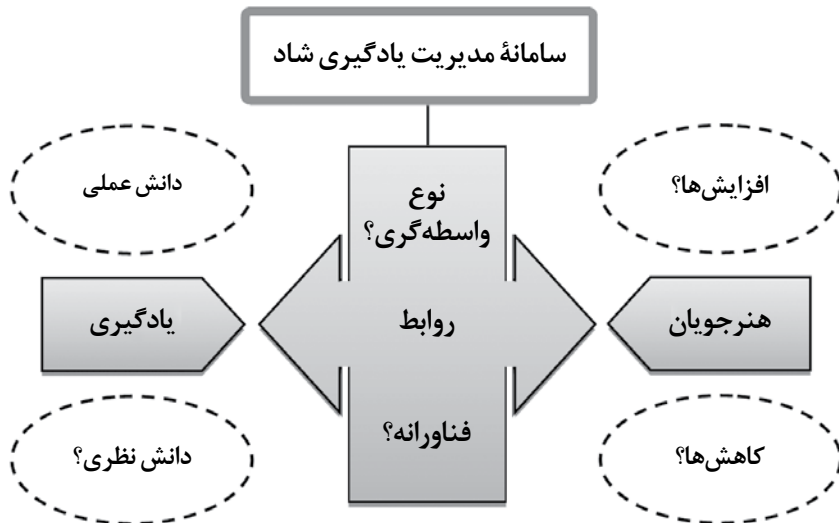 سامانهٔ مدیریت یادگیری شاد
افزایش‌ها؟
نوع
واسطه‌گری؟
دانش عملی
هنرجویان
روابط
یادگیری
کاهش‌ها؟
فناورانه؟
دانش نظری؟